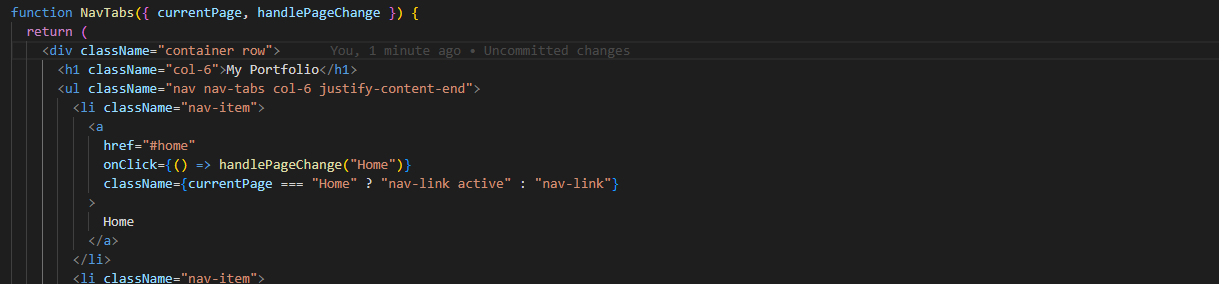 function NavTabs({ currentPage, handlePageChange }) {
  return (
    <div className="container row">      You, 1 minute ago • Uncommitted changes
      <h1 className="col-6">My Portfolio</h1>
      <ul className="nav nav-tabs col-6 justify-content-end">
        <li className="nav-item">
          <a
            href="#home"
            onClick={() => handlePageChange("Home")}
            className={currentPage === "Home" ? "nav-link active" : "nav-link"}
          >
            Home
          </a>
        </li>
        <li className="nav-item">